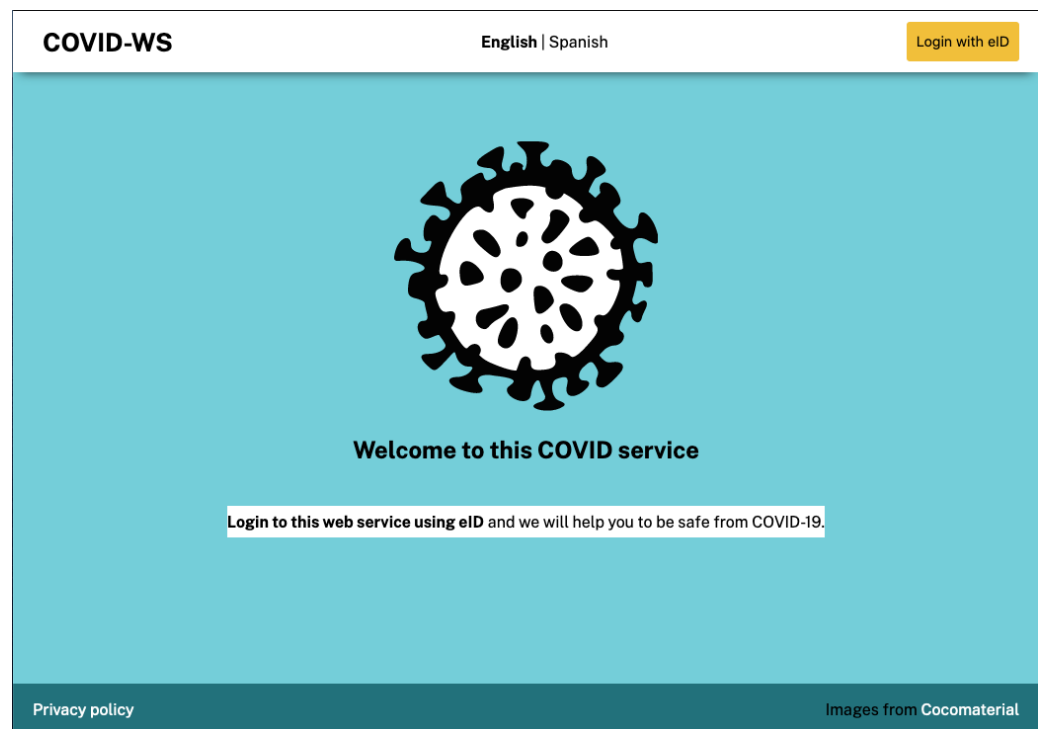 COVID-WS
English | Spanish
Login with eID
Welcome to this COVID service
Login to this web service using eID and we will help you to be safe from COVID-19.
Privacy policy
Images from Cocomaterial